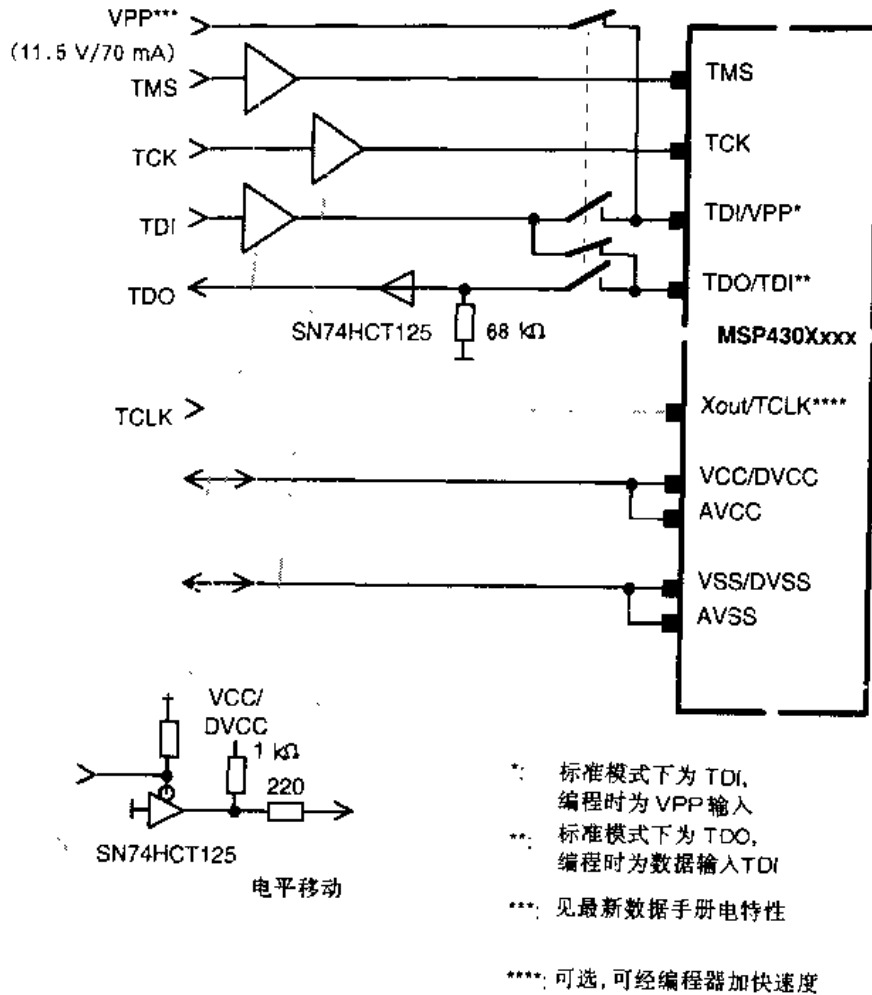 VPP***
(11.5 V/70 mA)
TMS
TMS
TCK
TCK
TDI
TDI/VPP*
TDO
TDO/TDI**
SN74HCT125
68 kΩ
MSP430Xxxx
TCLK
Xout/TCLK****
VCC/DVCC
AVCC
VSS/DVSS
AVSS
VCC/
DVCC
1 kΩ
220
SN74HCT125
电平移动
*: 标准模式下为 TDI,
编程时为 VPP 输入
**: 标准模式下为 TDO,
编程时为数据输入TDI
***: 见最新数据手册电特性
****: 可选,可经编程器加快速度